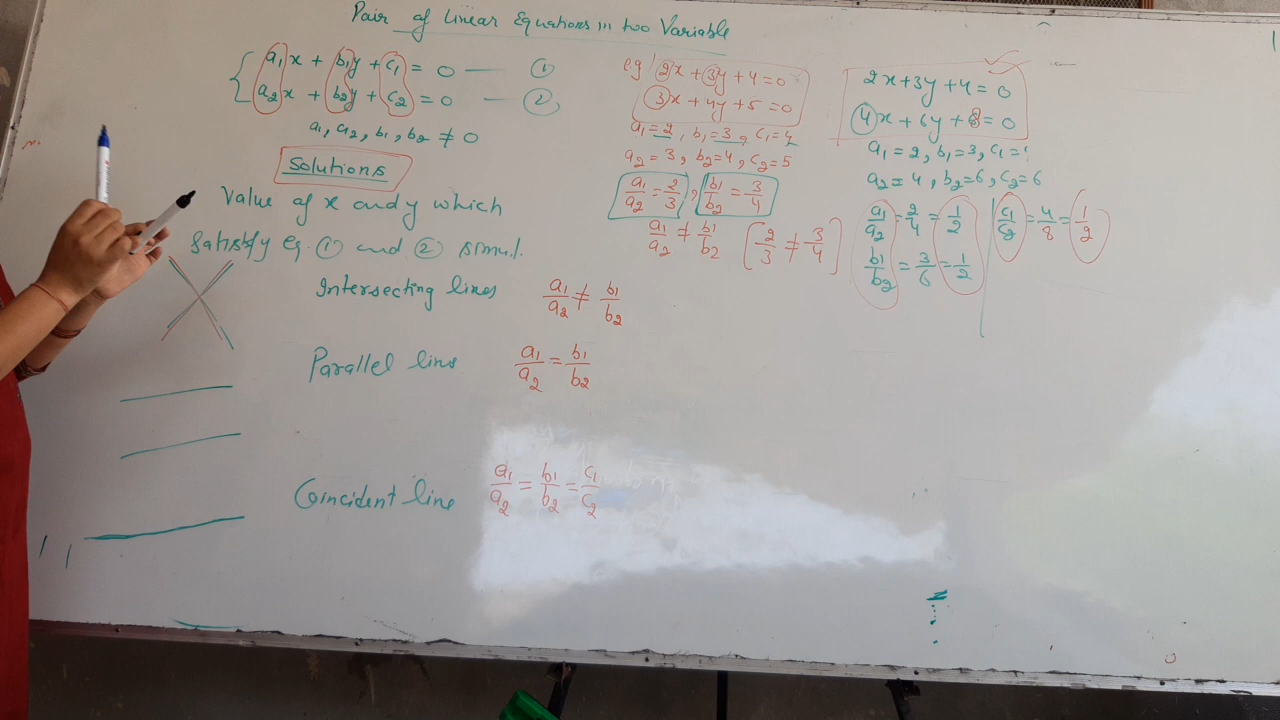 Pair of Linear Equations in two Variable
a₁x + b₁y + c₁ = 0 — ①
a₂x + b₂y + c₂ = 0 — ②
a₁, a₂, b₁, b₂ ≠ 0
Solutions
Value of x and y which
Satisfy eq. ① and ② simul.
Intersecting lines a₁/a₂ ≠ b₁/b₂
Parallel line a₁/a₂ = b₁/b₂
Coincident line a₁/a₂ = b₁/b₂ = c₁/c₂
e.g 2x + 3y + 4 = 0
3x + 4y + 5 = 0
a₁ = 2, b₁ = 3, c₁ = 4
a₂ = 3, b₂ = 4, c₂ = 5
a₁/a₂ = 2/3, b₁/b₂ = 3/4
a₁/a₂ ≠ b₁/b₂ [2/3 ≠ 3/4]
2x + 3y + 4 = 0
4x + 6y + 8 = 0
a₁ = 2, b₁ = 3, c₁ =
a₂ = 4, b₂ = 6, c₂ = 6
a₁/a₂ = 2/4 = 1/2
b₁/b₂ = 3/6 = 1/2
c₁/c₂ = 4/8 = 1/2